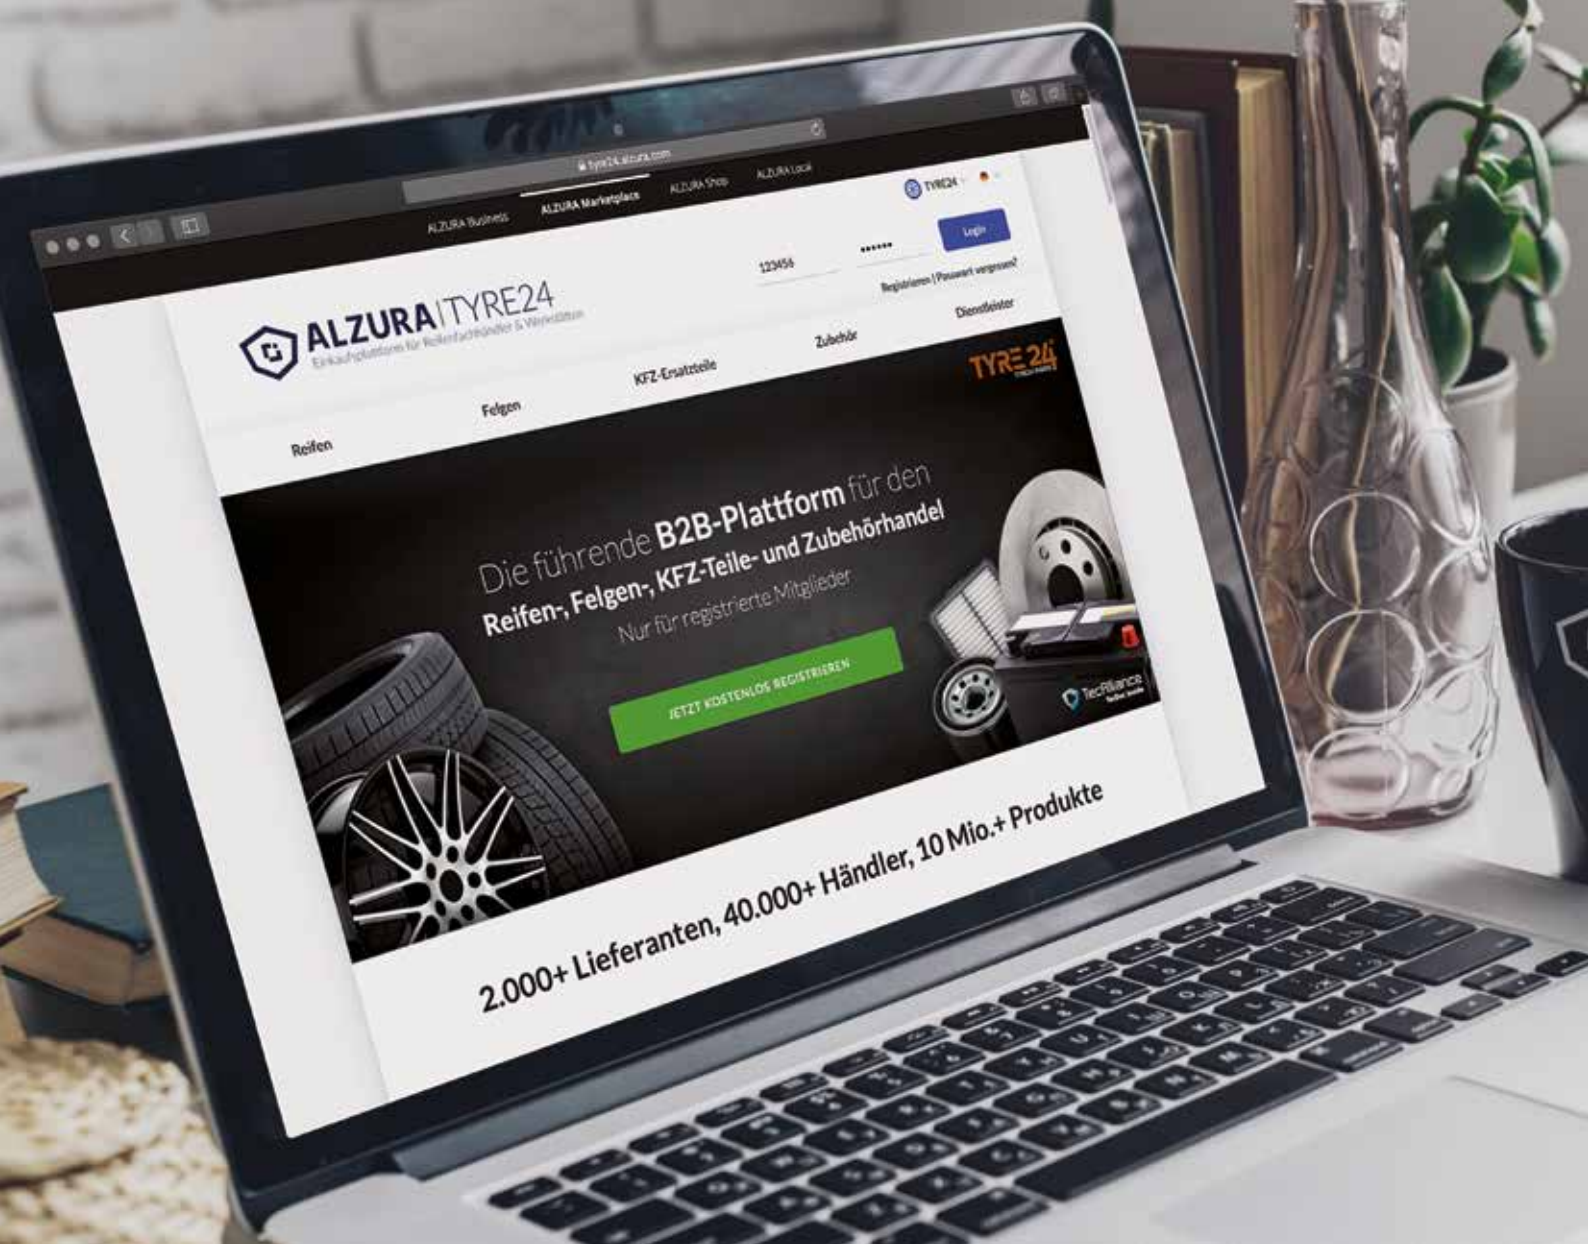 tyre24.alzura.com
ALZURA Business ALZURA Marketplace ALZURA Shop ALZURA Local
TYRE24
123456 •••••• Login
Registrieren | Passwort vergessen?
ALZURA|TYRE24
Einkaufsplattform für Reifenfachhändler & Werkstätten
Reifen Felgen KFZ-Ersatzteile Zubehör Dienstleister
TYRE24
Die führende B2B-Plattform für den
Reifen-, Felgen-, KFZ-Teile- und Zubehörhandel
Nur für registrierte Mitglieder
JETZT KOSTENLOS REGISTRIEREN
TecAlliance
2.000+ Lieferanten, 40.000+ Händler, 10 Mio.+ Produkte